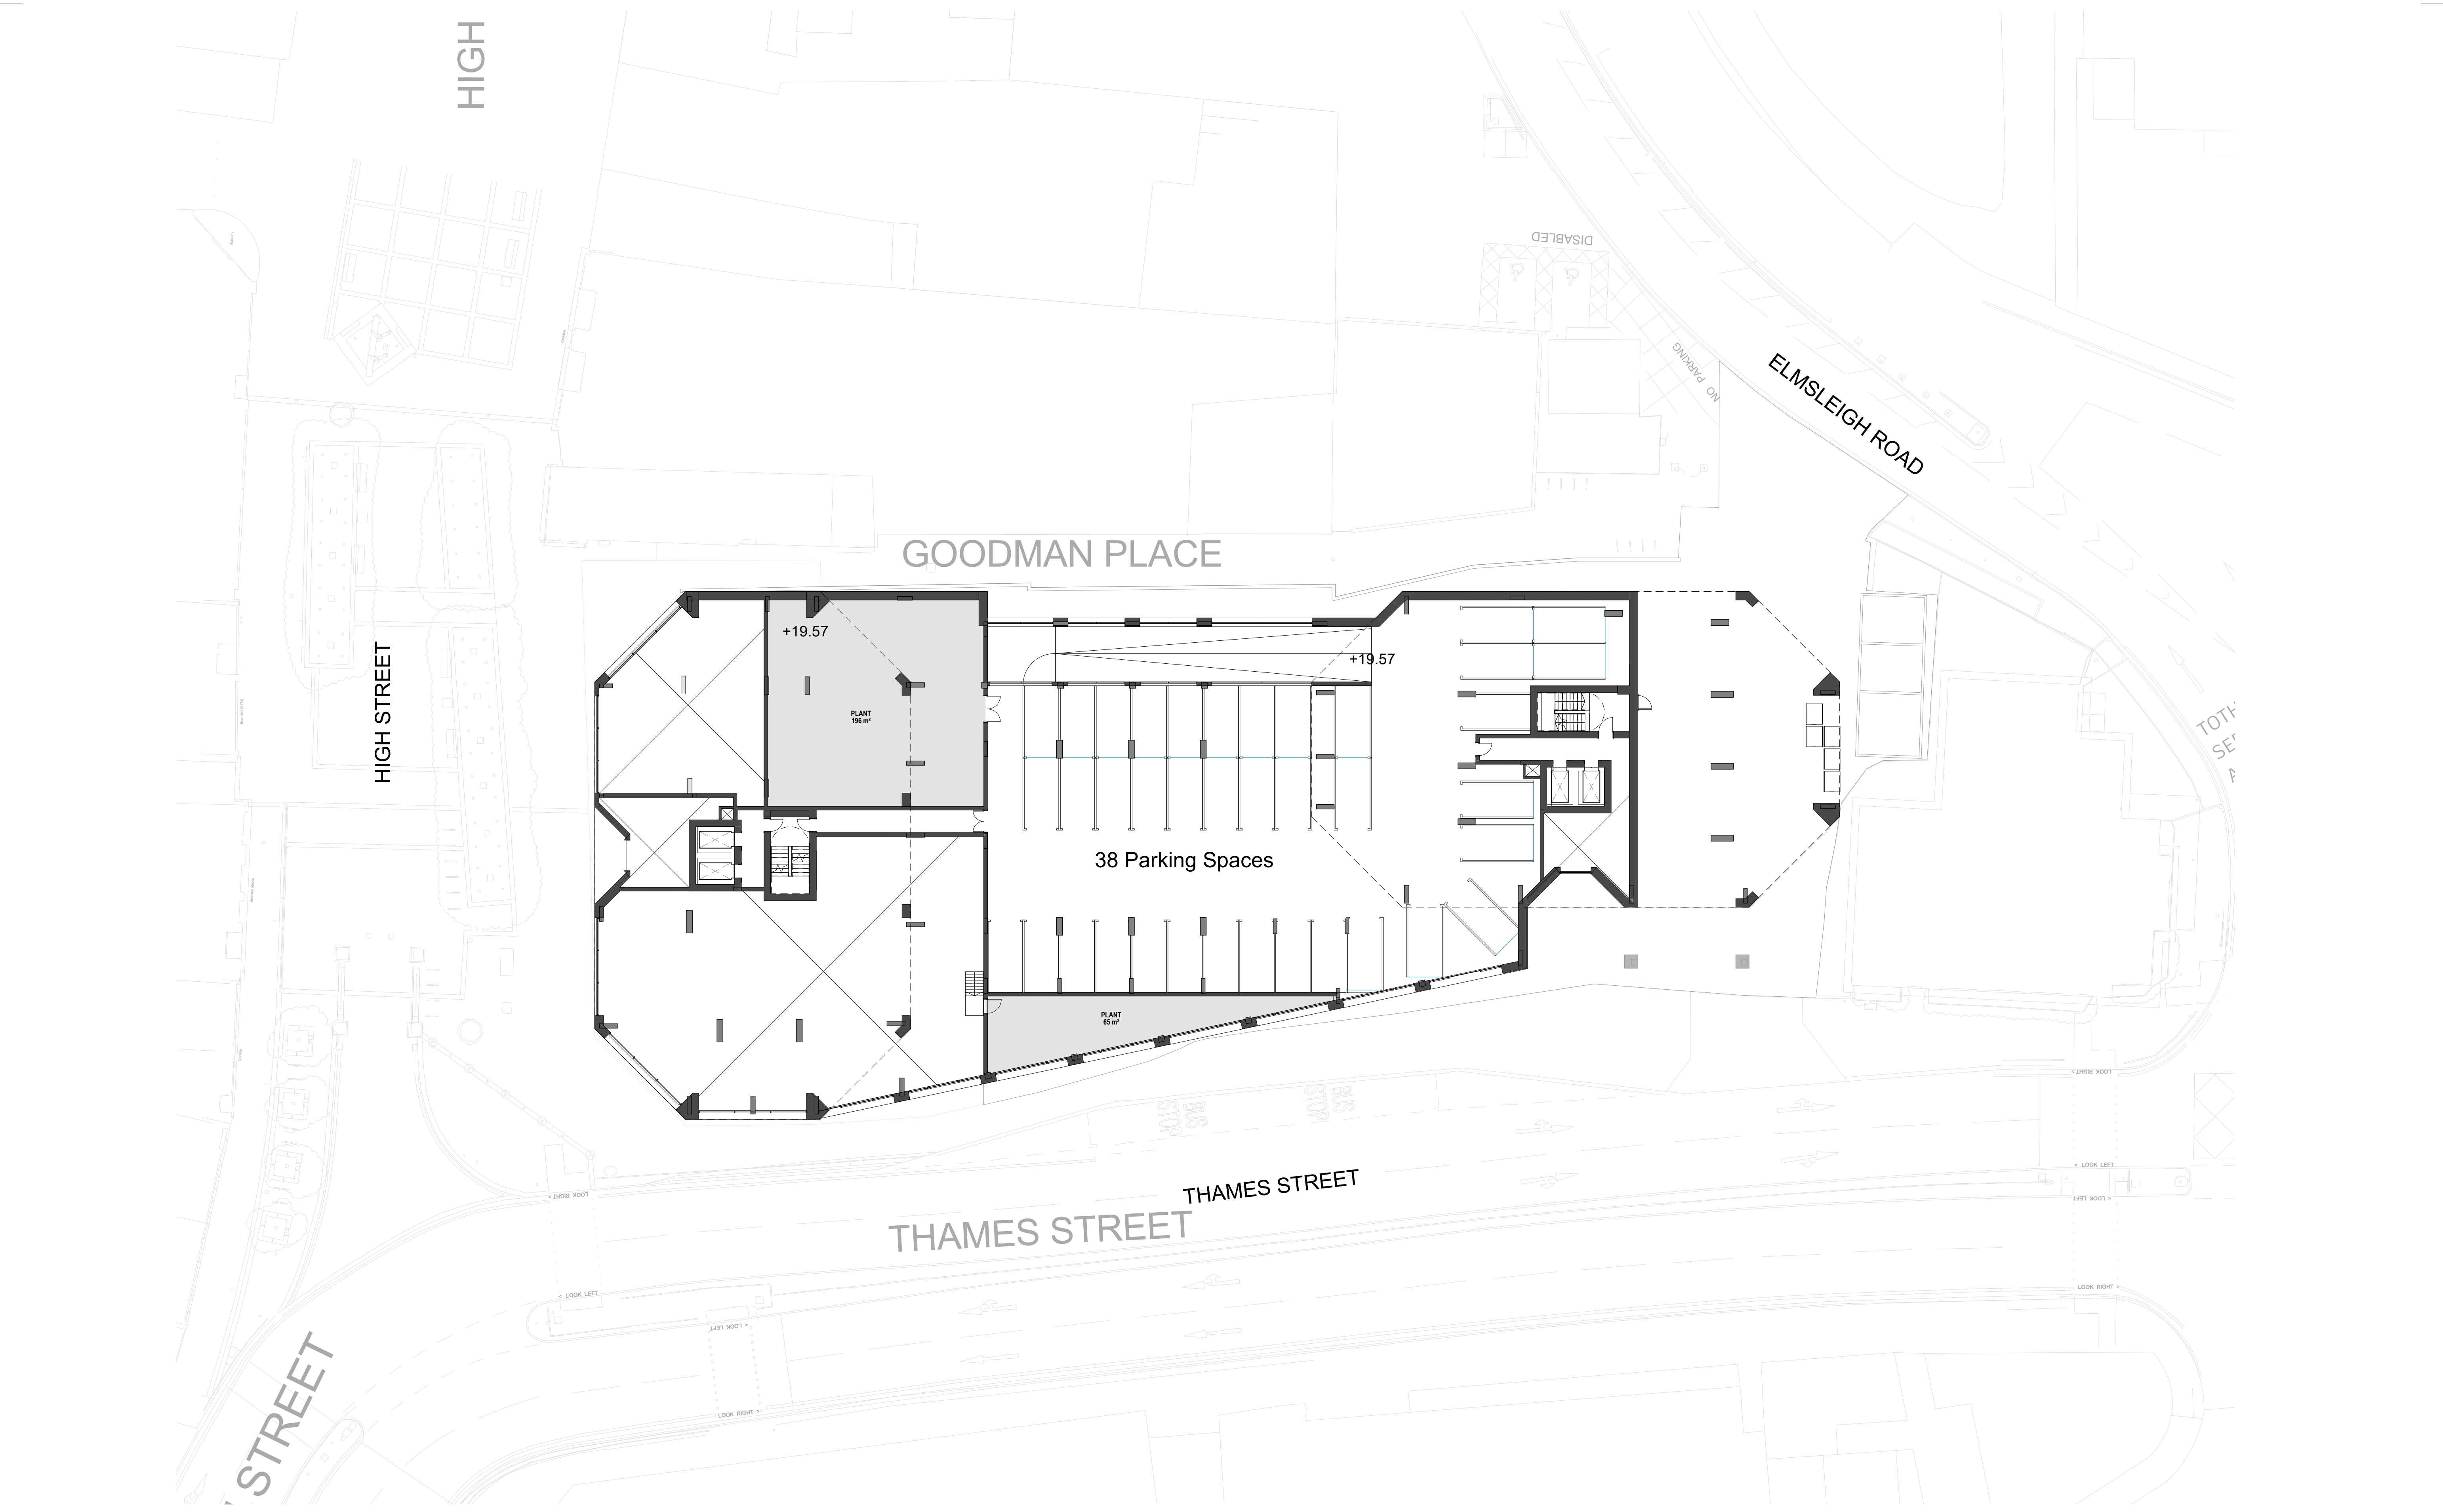 HIGH
DISABLED
NO PARKING
ELMSLEIGH ROAD
GOODMAN PLACE
+19.57
+19.57
HIGH STREET
PLANT
196 m²
38 Parking Spaces
PLANT
65 m²
BUS
STOP
BUS
STOP
< LOOK RIGHT
< LOOK LEFT
< LOOK LEFT
THAMES STREET
THAMES STREET
< LOOK RIGHT
< LOOK LEFT
< LOOK LEFT
LOOK RIGHT >
LOOK RIGHT >
STREET